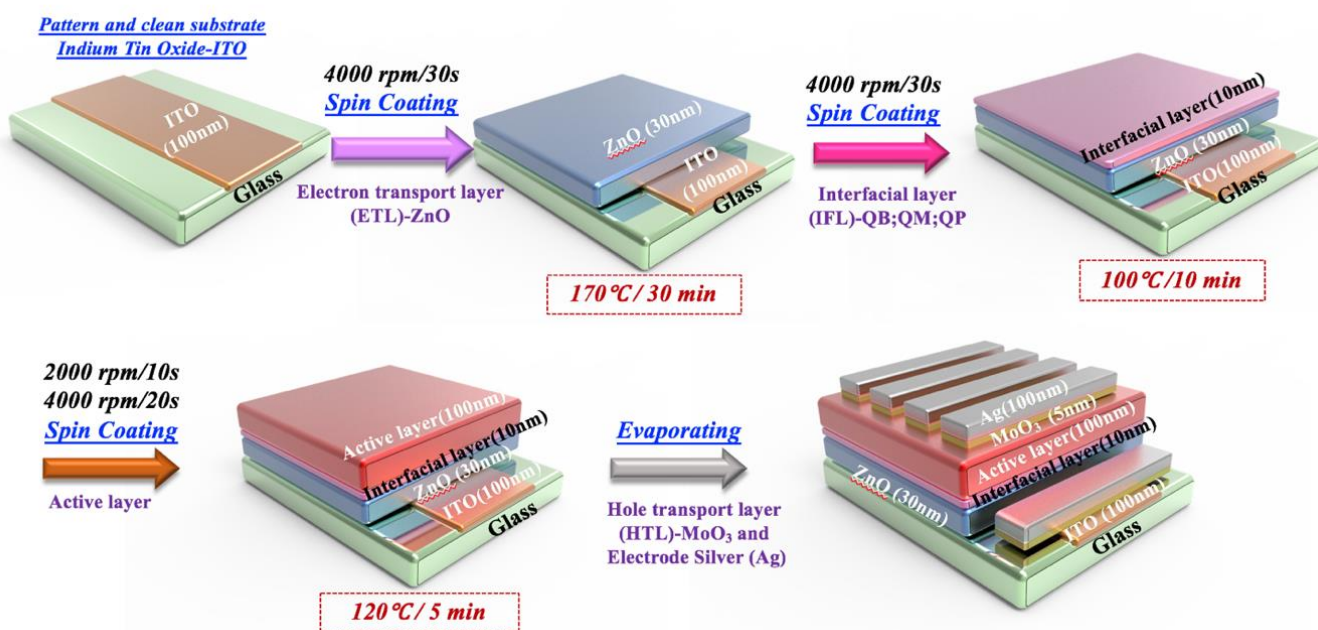 Pattern and clean substrate
Indium Tin Oxide-ITO
ITO
(100nm)
Glass
4000 rpm/30s
Spin Coating
Electron transport layer
(ETL)-ZnO
ZnO (30nm)
ITO
(100nm)
Glass
170℃/ 30 min
4000 rpm/30s
Spin Coating
Interfacial layer
(IFL)-QB;QM;QP
Interfacial layer(10nm)
ZnO (30nm)
ITO(100nm)
Glass
100℃/10 min
2000 rpm/10s
4000 rpm/20s
Spin Coating
Active layer
Active layer(100nm)
Interfacial layer(10nm)
ZnO (30nm)
ITO(100nm)
Glass
120℃/ 5 min
Evaporating
Hole transport layer
(HTL)-MoO₃ and
Electrode Silver (Ag)
Ag(100nm)
MoO₃ (5nm)
Active layer(100nm)
Interfacial layer(10nm)
ZnO (30nm)
ITO (100nm)
Glass